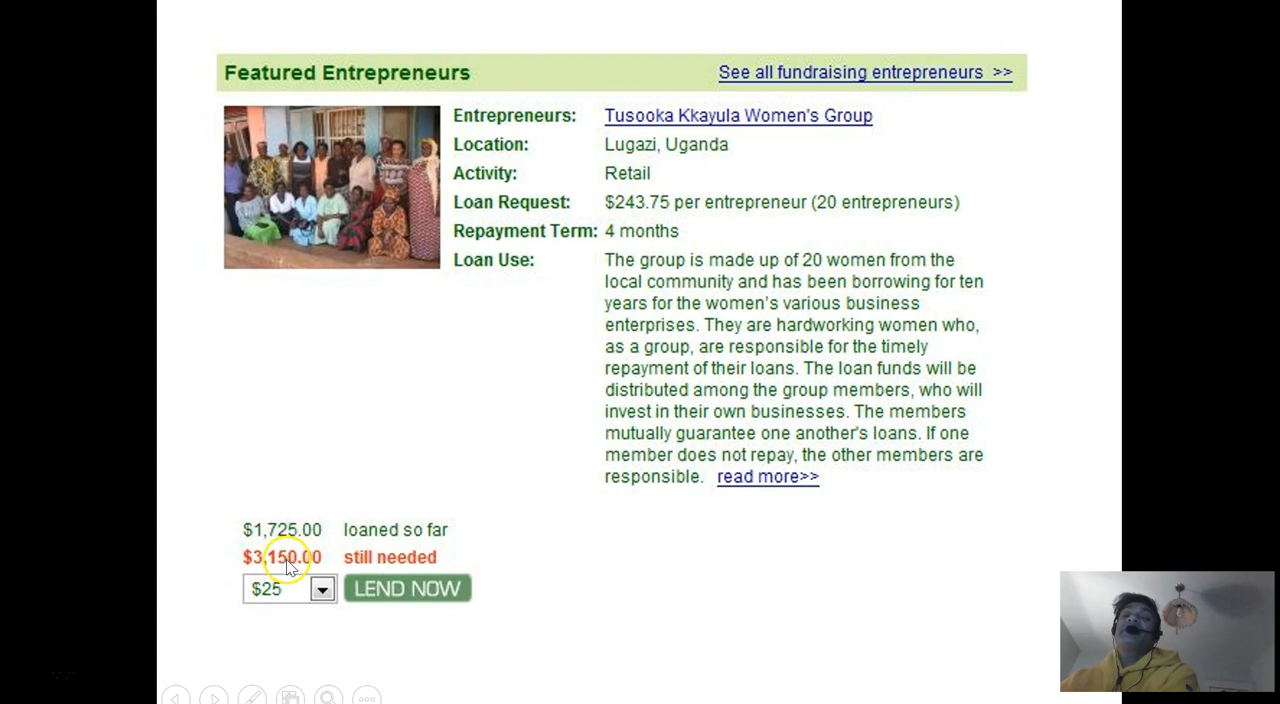 Featured Entrepreneurs
See all fundraising entrepreneurs >>
Entrepreneurs: Tusooka Kkayula Women's Group
Location: Lugazi, Uganda
Activity: Retail
Loan Request: $243.75 per entrepreneur (20 entrepreneurs)
Repayment Term: 4 months
Loan Use: The group is made up of 20 women from the
local community and has been borrowing for ten
years for the women's various business
enterprises. They are hardworking women who,
as a group, are responsible for the timely
repayment of their loans. The loan funds will be
distributed among the group members, who will
invest in their own businesses. The members
mutually guarantee one another's loans. If one
member does not repay, the other members are
responsible. read more>>
$1,725.00 loaned so far
$3,150.00 still needed
$25 LEND NOW